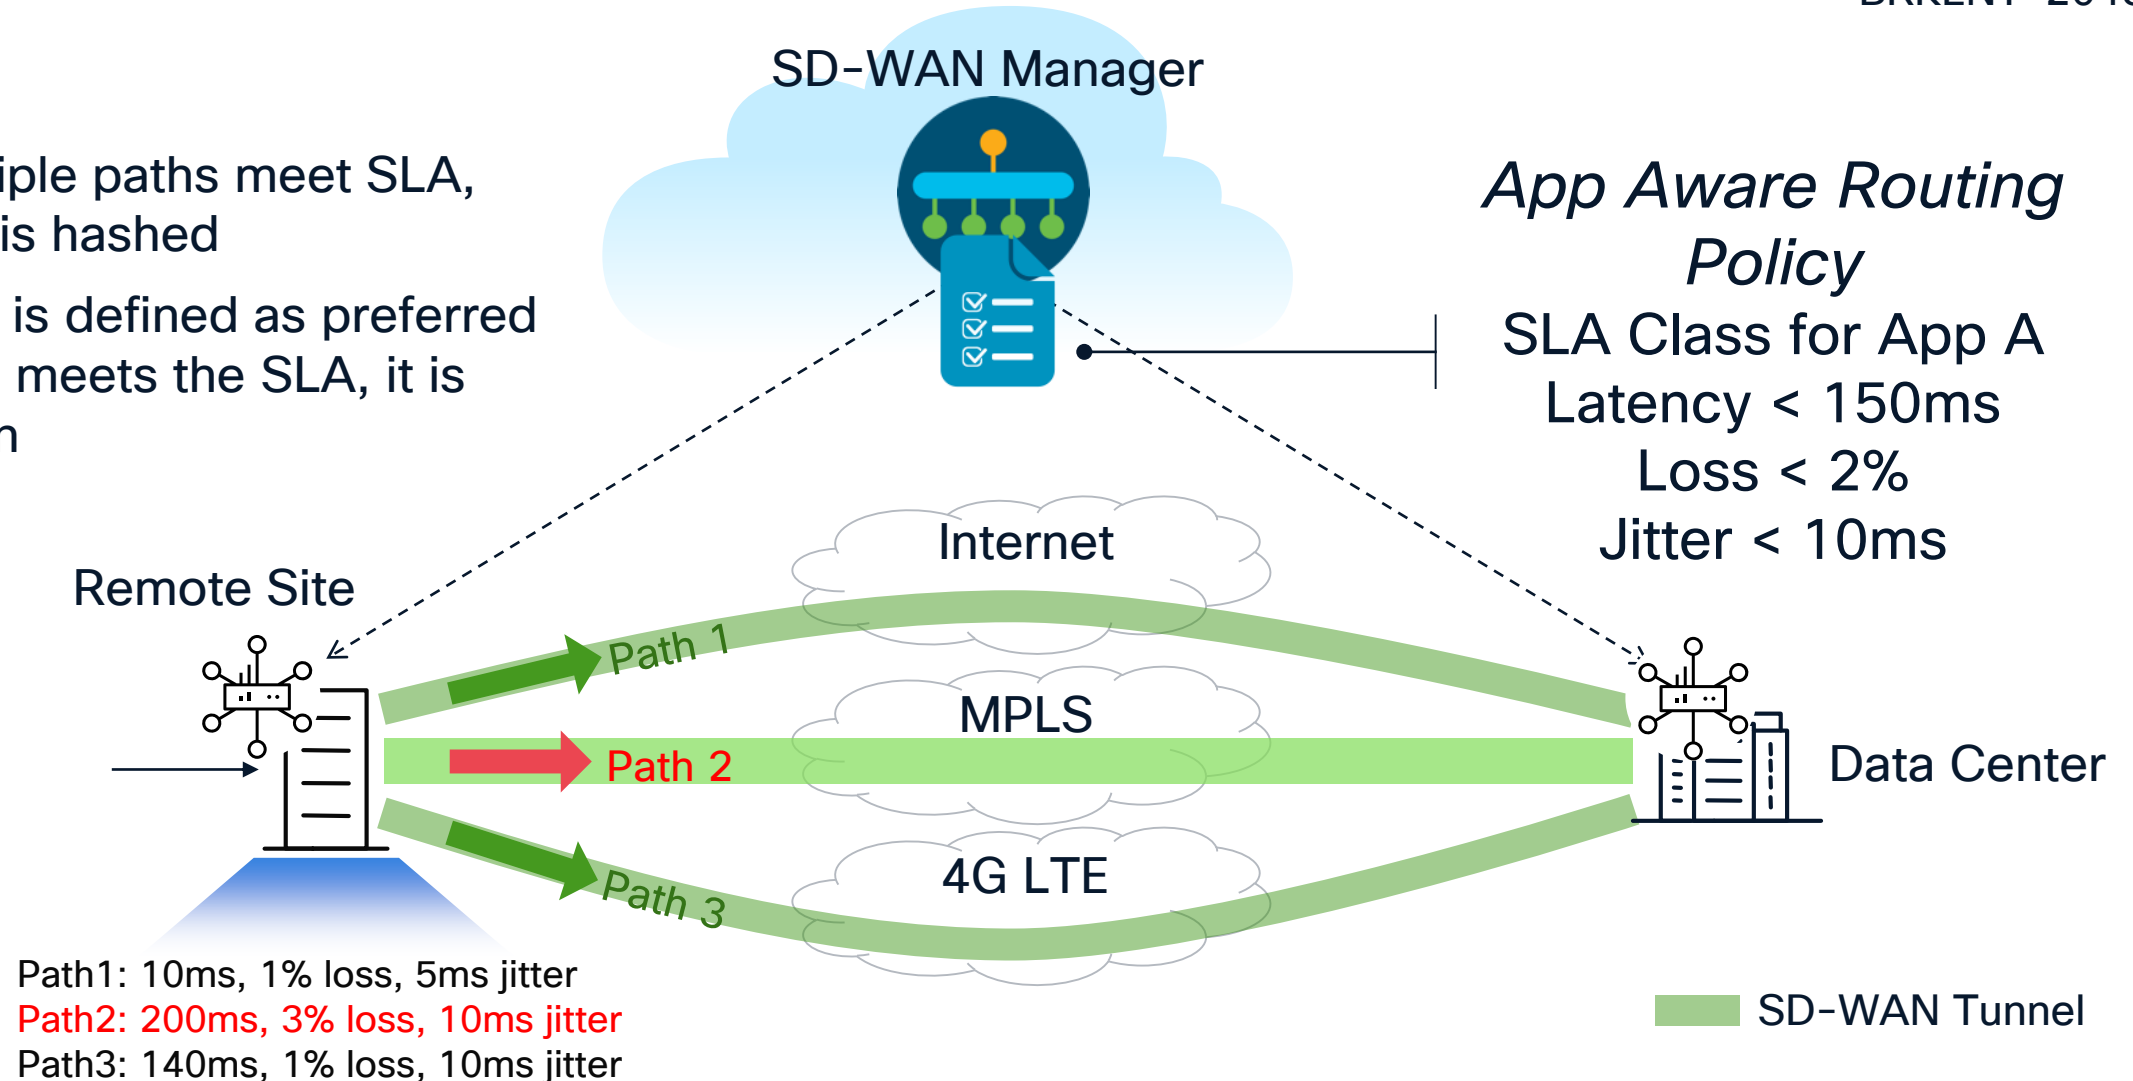 SD-WAN Manager
paths meet SLA,
is hashed
is defined as preferred
meets the SLA, it is
App Aware Routing
Policy
SLA Class for App A
Latency < 150ms
Loss < 2%
Jitter < 10ms
Remote Site
Internet
Path 1
MPLS
Path 2
Data Center
4G LTE
Path 3
Path1: 10ms, 1% loss, 5ms jitter
Path2: 200ms, 3% loss, 10ms jitter
Path3: 140ms, 1% loss, 10ms jitter
SD-WAN Tunnel